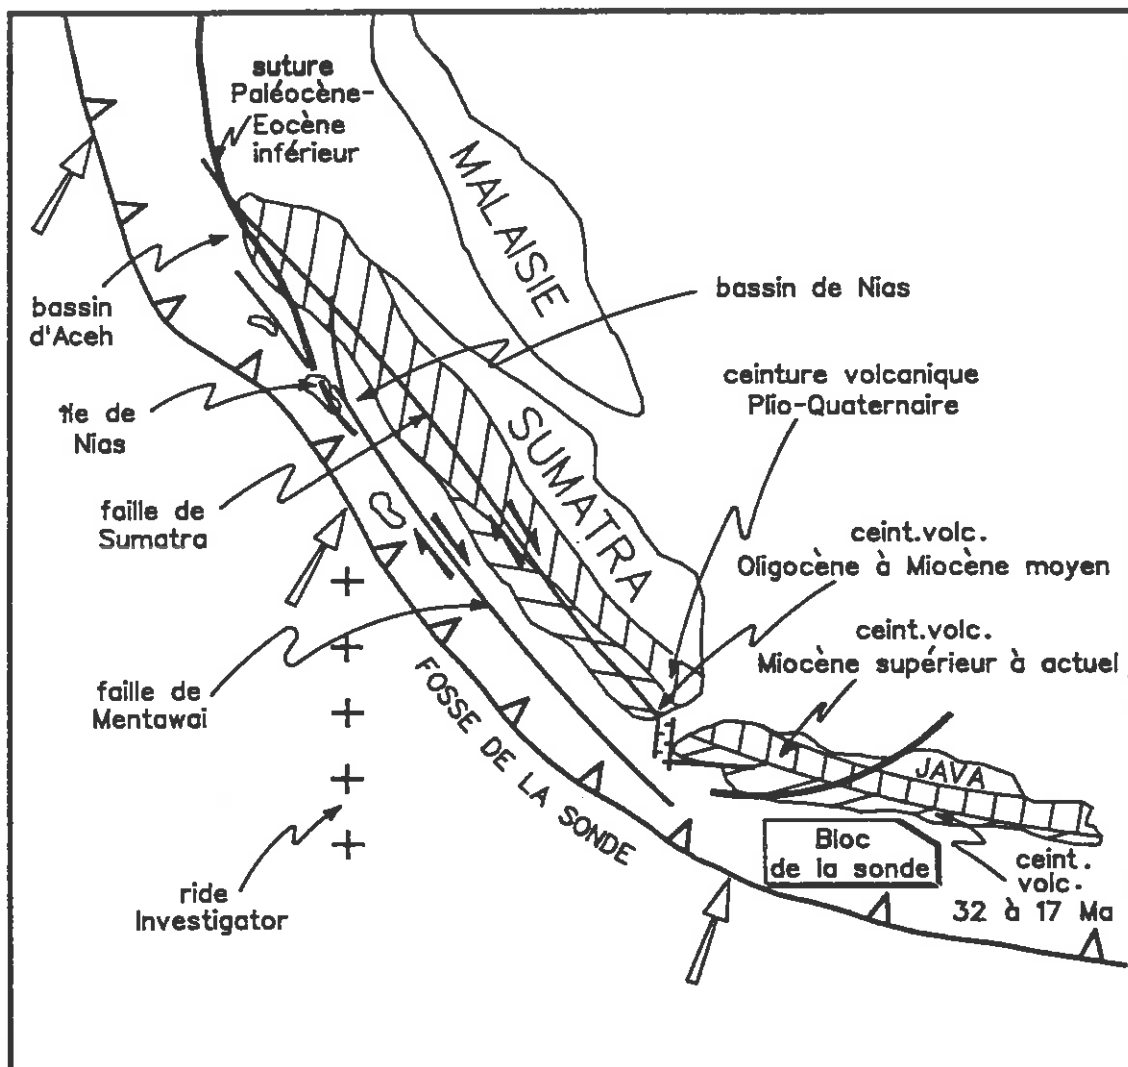 suture
Paléocène-
Eocène
inférieur
MALAISIE
bassin
d'Aceh
bassin de Nias
île de
Nias
ceinture volcanique
Plio-Quaternaire
SUMATRA
faille de
Sumatra
ceint.volc.
Oligocène à Miocène moyen
ceint.volc.
Miocène supérieur à actuel
faille de
Mentawai
FOSSE DE LA SONDE
JAVA
Bloc
de la sonde
ceint.
volc.
32 à 17 Ma
ride
Investigator